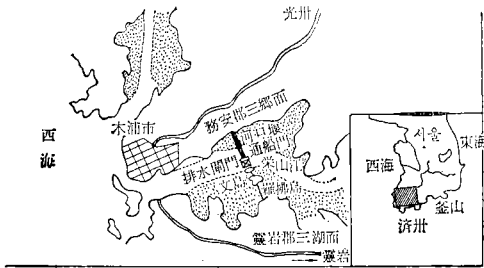 光州
西海
木浦市
務安郡三鄕面
河口堰
通船門
排水閘門
榮山江
靈岩郡三湖面
靈岩
서울
西海
東海
釜山
済州